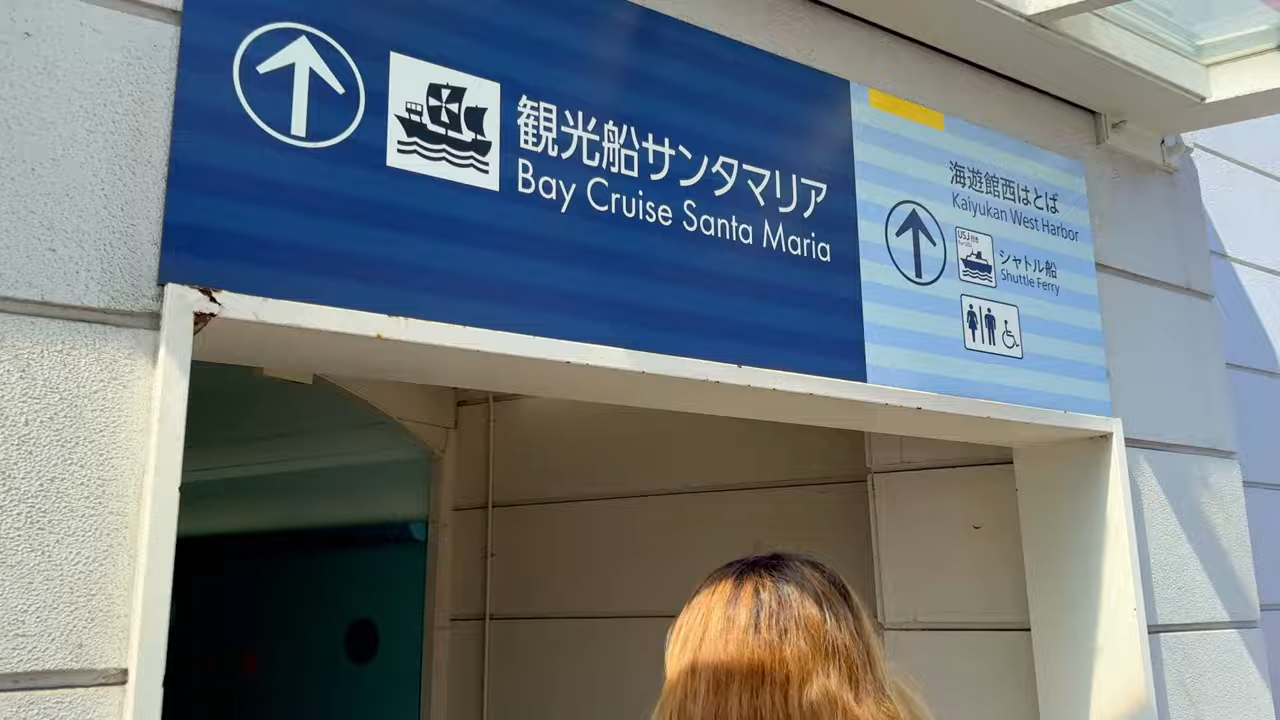 観光船サンタマリア
Bay Cruise Santa Maria
海遊館西はとば
Kaiyukan West Harbor
USJ行き
シャトル船
Shuttle Ferry